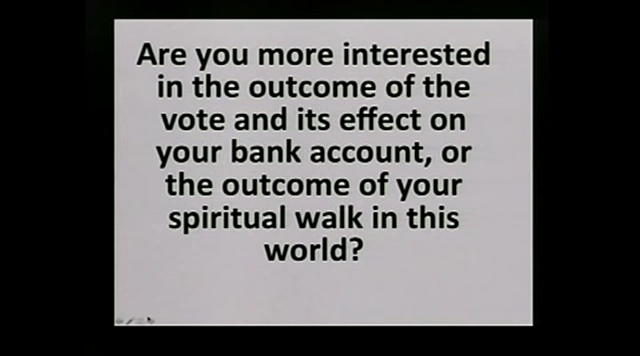 Are you more interested
in the outcome of the
vote and its effect on
your bank account, or
the outcome of your
spiritual walk in this
world?